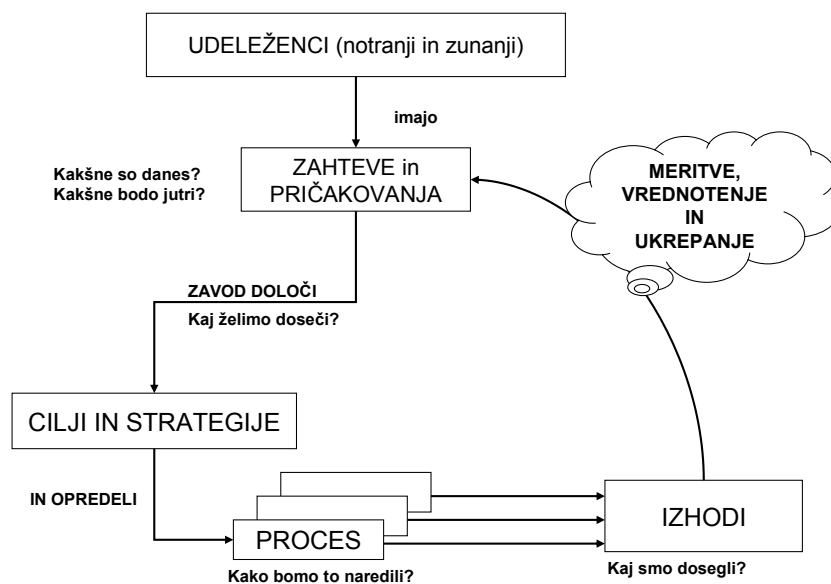 UDELEŽENCI (notranji in zunanji)
imajo
Kakšne so danes?
Kakšne bodo jutri?
ZAHTEVE in
PRIČAKOVANJA
MERITVE,
VREDNOTENJE
IN
UKREPANJE
ZAVOD DOLOČI
Kaj želimo doseči?
CILJI IN STRATEGIJE
IN OPREDELI
PROCES
IZHODI
Kako bomo to naredili?
Kaj smo dosegli?